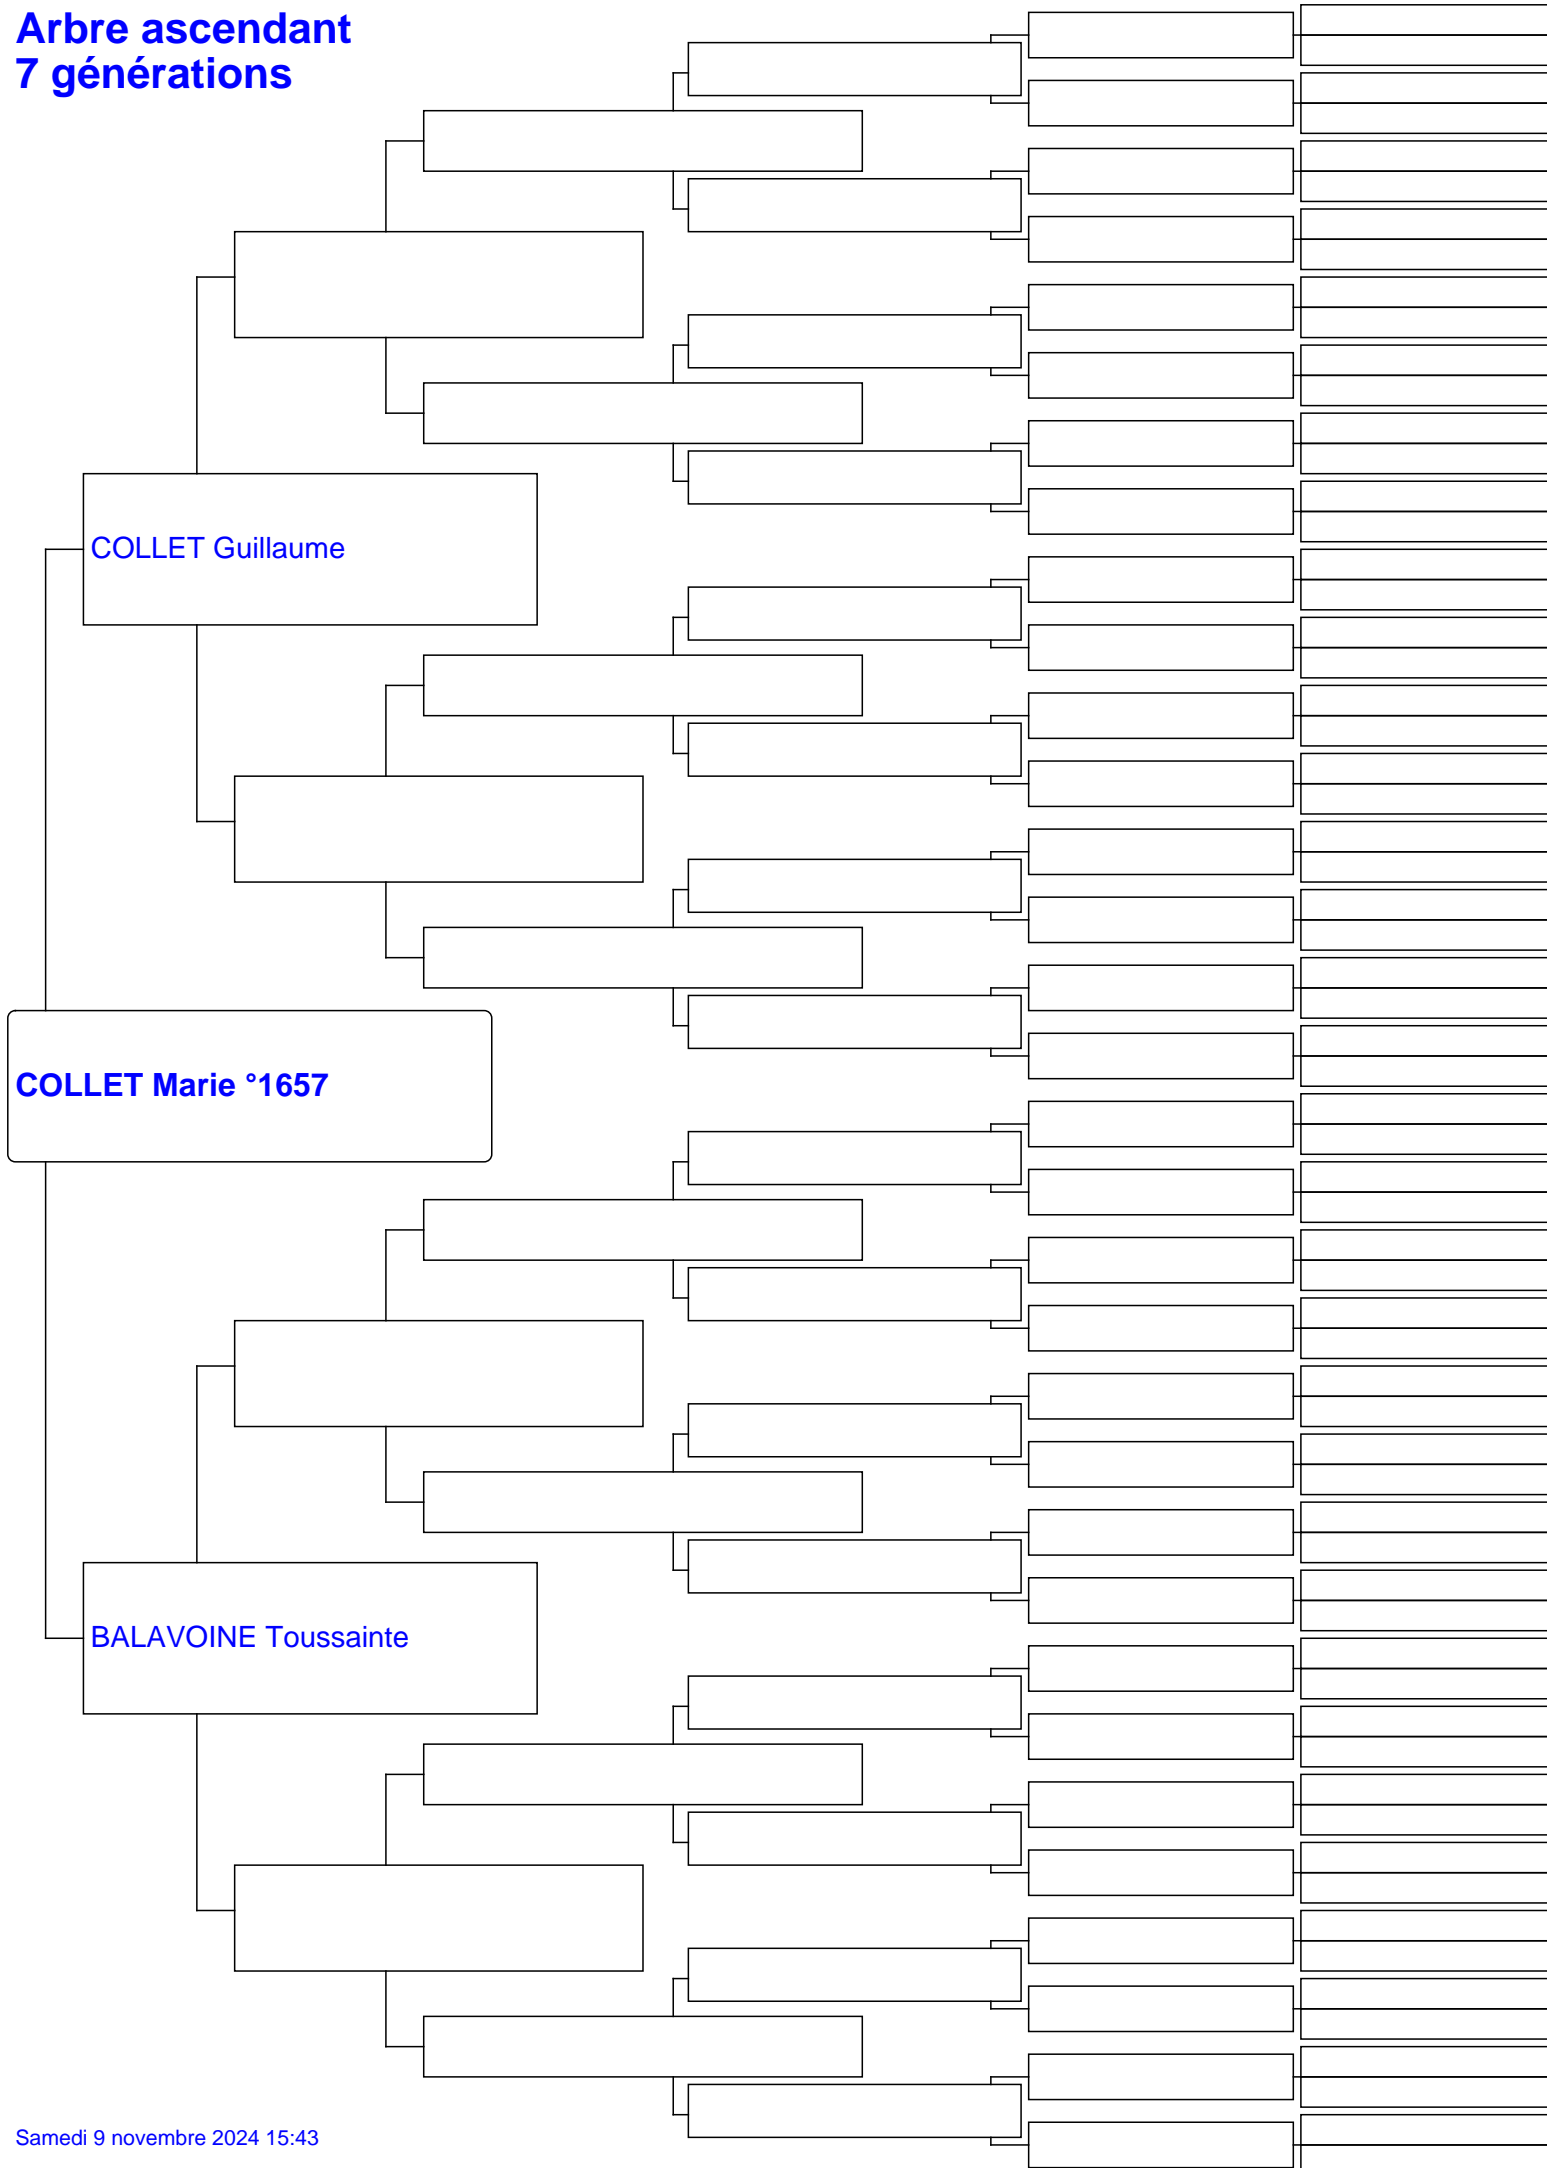 Arbre ascendant
7 générations
COLLET Guillaume
COLLET Marie °1657
BALAVOINE Toussainte
Samedi 9 novembre 2024 15:43